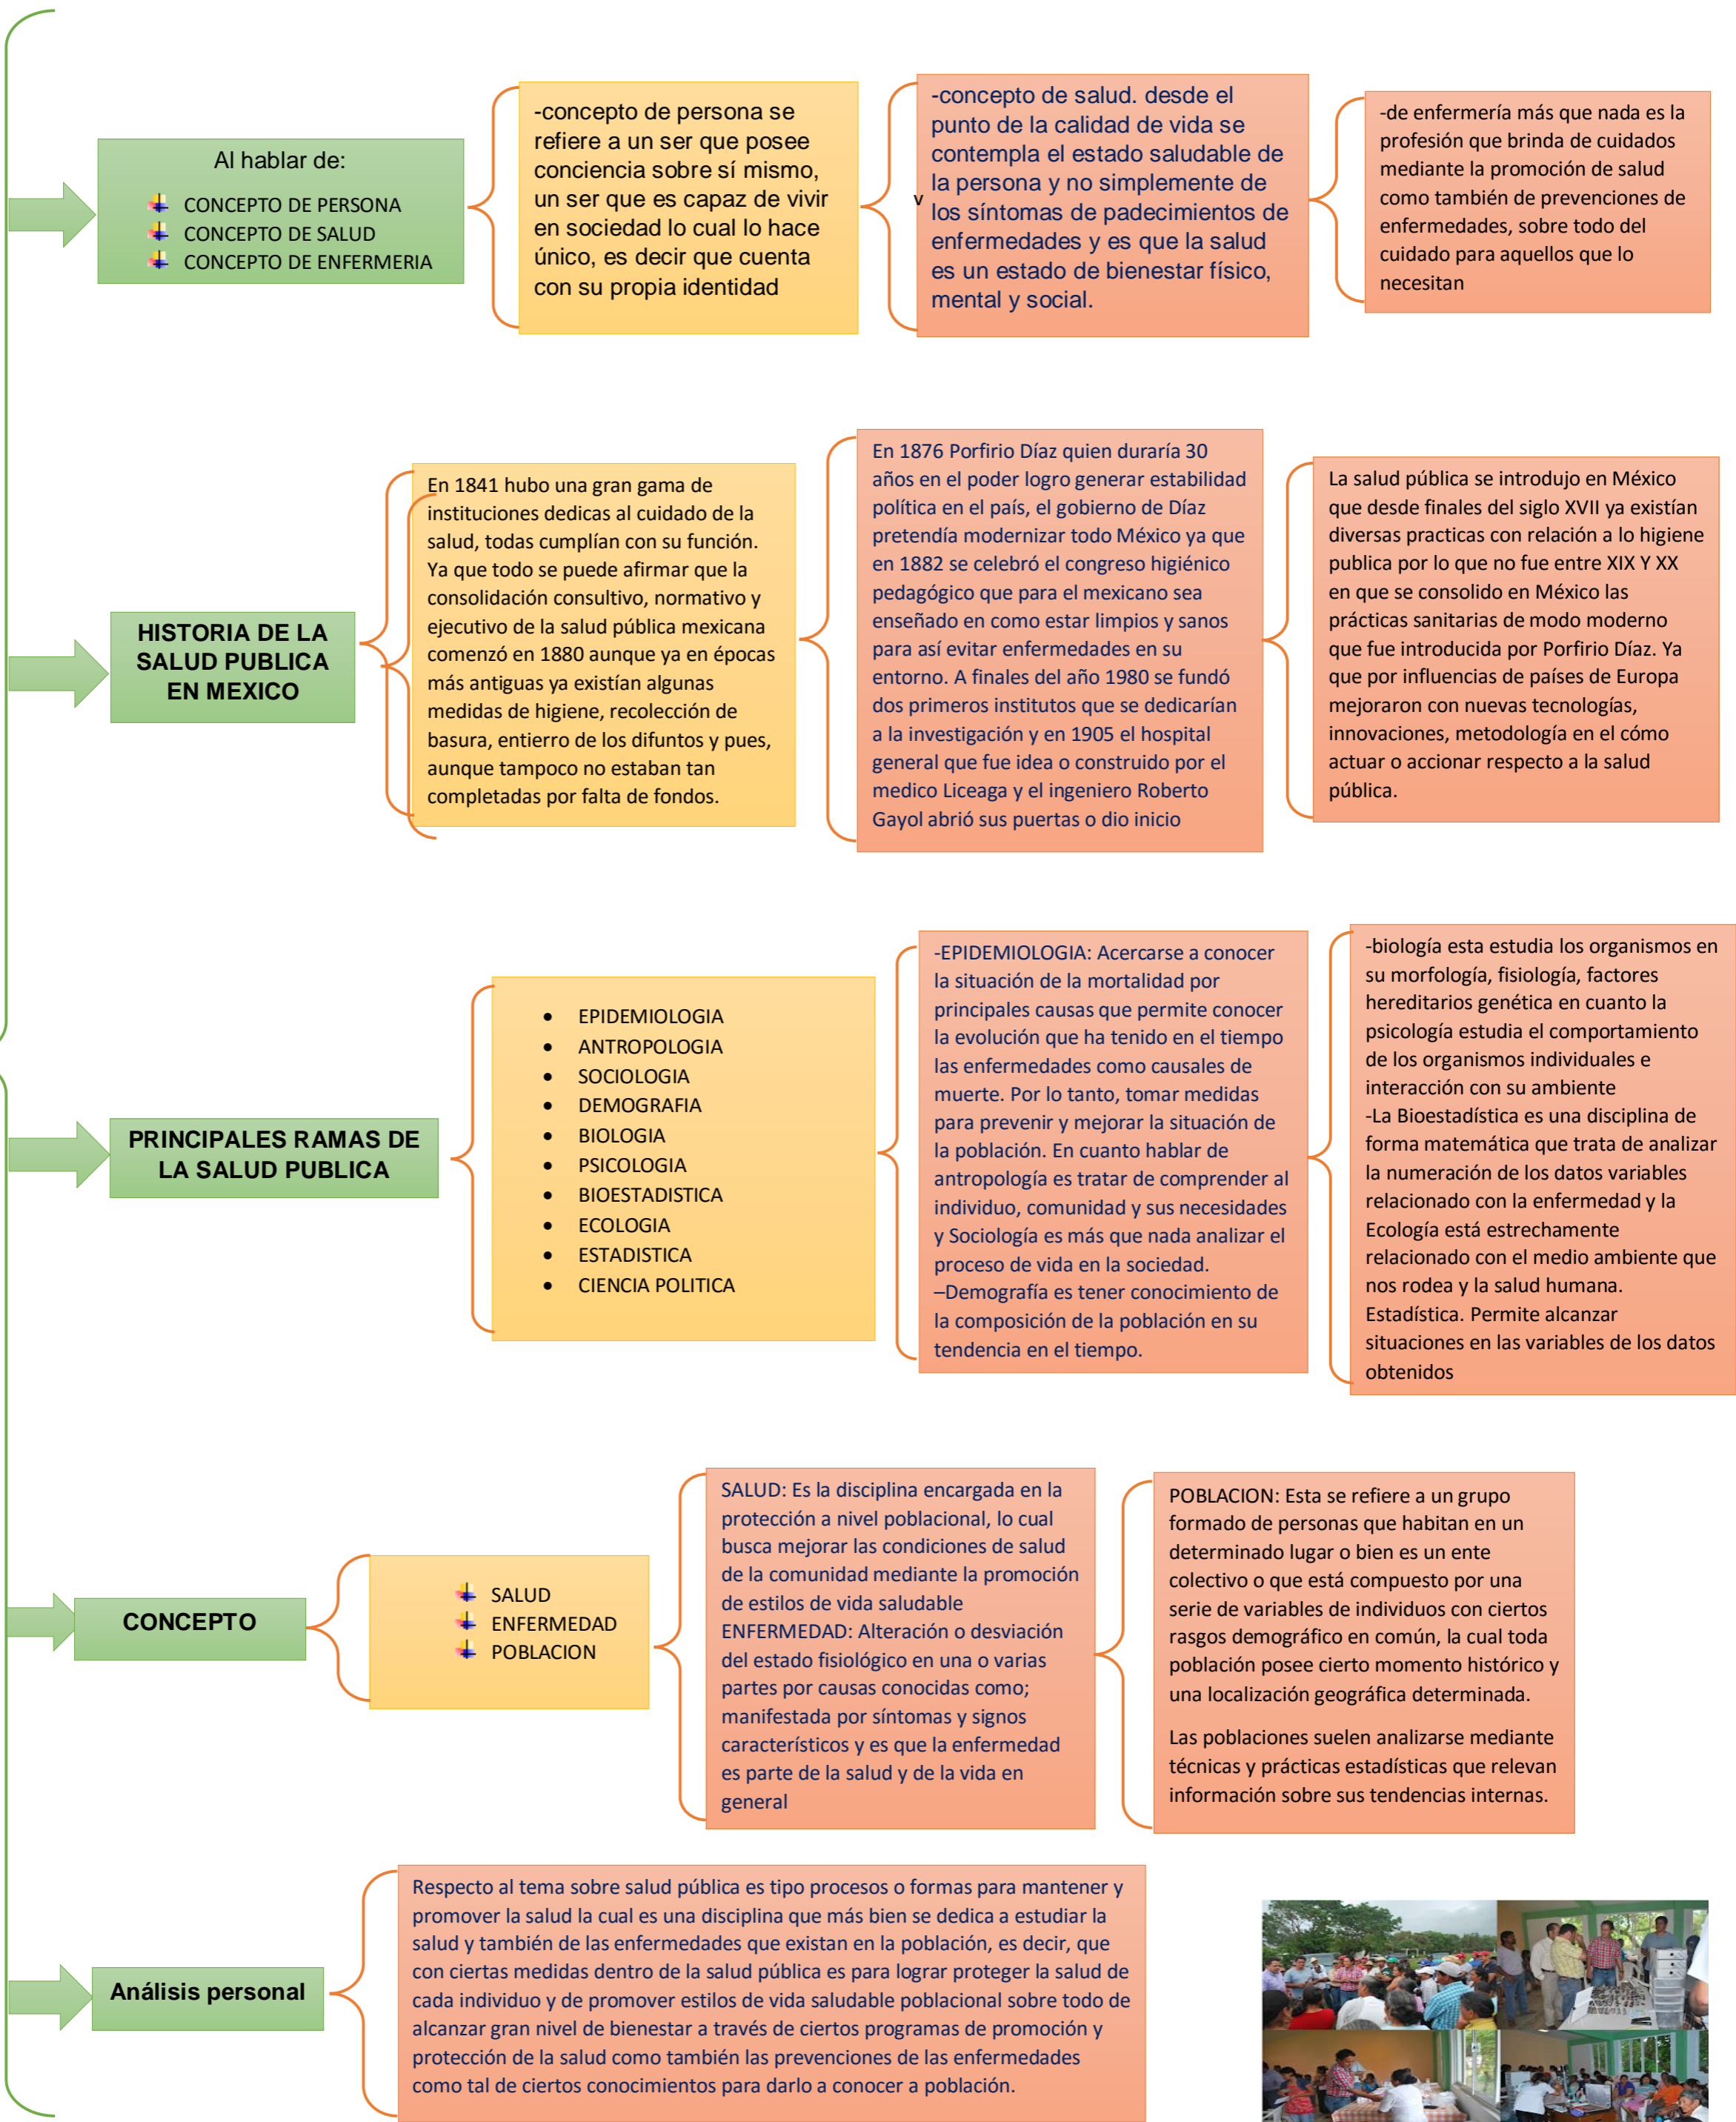 Al hablar de:
CONCEPTO DE PERSONA
CONCEPTO DE SALUD
CONCEPTO DE ENFERMERIA
-concepto de persona se
refiere a un ser que posee
conciencia sobre sí mismo,
un ser que es capaz de vivir
en sociedad lo cual lo hace
único, es decir que cuenta
con su propia identidad
-concepto de salud. desde el
punto de la calidad de vida se
contempla el estado saludable de
la persona y no simplemente de
v
los síntomas de padecimientos de
enfermedades y es que la salud
es un estado de bienestar físico,
mental y social.
-de enfermería más que nada es la
profesión que brinda de cuidados
mediante la promoción de salud
como también de prevenciones de
enfermedades, sobre todo del
cuidado para aquellos que lo
necesitan
HISTORIA DE LA
SALUD PUBLICA
EN MEXICO
En 1841 hubo una gran gama de
instituciones dedicas al cuidado de la
salud, todas cumplían con su función.
Ya que todo se puede afirmar que la
consolidación consultivo, normativo y
ejecutivo de la salud pública mexicana
comenzó en 1880 aunque ya en épocas
más antiguas ya existían algunas
medidas de higiene, recolección de
basura, entierro de los difuntos y pues,
aunque tampoco no estaban tan
completadas por falta de fondos.
En 1876 Porfirio Díaz quien duraría 30
años en el poder logro generar estabilidad
política en el país, el gobierno de Díaz
pretendía modernizar todo México ya que
en 1882 se celebró el congreso higiénico
pedagógico que para el mexicano sea
enseñado en como estar limpios y sanos
para así evitar enfermedades en su
entorno. A finales del año 1980 se fundó
dos primeros institutos que se dedicarían
a la investigación y en 1905 el hospital
general que fue idea o construido por el
medico Liceaga y el ingeniero Roberto
Gayol abrió sus puertas o dio inicio
La salud pública se introdujo en México
que desde finales del siglo XVII ya existían
diversas practicas con relación a lo higiene
publica por lo que no fue entre XIX Y XX
en que se consolido en México las
prácticas sanitarias de modo moderno
que fue introducida por Porfirio Díaz. Ya
que por influencias de países de Europa
mejoraron con nuevas tecnologías,
innovaciones, metodología en el cómo
actuar o accionar respecto a la salud
pública.
PRINCIPALES RAMAS DE
LA SALUD PUBLICA
• EPIDEMIOLOGIA
• ANTROPOLOGIA
• SOCIOLOGIA
• DEMOGRAFIA
• BIOLOGIA
• PSICOLOGIA
• BIOESTADISTICA
• ECOLOGIA
• ESTADISTICA
• CIENCIA POLITICA
-EPIDEMIOLOGIA: Acercarse a conocer
la situación de la mortalidad por
principales causas que permite conocer
la evolución que ha tenido en el tiempo
las enfermedades como causales de
muerte. Por lo tanto, tomar medidas
para prevenir y mejorar la situación de
la población. En cuanto hablar de
antropología es tratar de comprender al
individuo, comunidad y sus necesidades
y Sociología es más que nada analizar el
proceso de vida en la sociedad.
–Demografía es tener conocimiento de
la composición de la población en su
tendencia en el tiempo.
-biología esta estudia los organismos en
su morfología, fisiología, factores
hereditarios genética en cuanto la
psicología estudia el comportamiento
de los organismos individuales e
interacción con su ambiente
-La Bioestadística es una disciplina de
forma matemática que trata de analizar
la numeración de los datos variables
relacionado con la enfermedad y la
Ecología está estrechamente
relacionado con el medio ambiente que
nos rodea y la salud humana.
Estadística. Permite alcanzar
situaciones en las variables de los datos
obtenidos
CONCEPTO
SALUD
ENFERMEDAD
POBLACION
SALUD: Es la disciplina encargada en la
protección a nivel poblacional, lo cual
busca mejorar las condiciones de salud
de la comunidad mediante la promoción
de estilos de vida saludable
ENFERMEDAD: Alteración o desviación
del estado fisiológico en una o varias
partes por causas conocidas como;
manifestada por síntomas y signos
característicos y es que la enfermedad
es parte de la salud y de la vida en
general
POBLACION: Esta se refiere a un grupo
formado de personas que habitan en un
determinado lugar o bien es un ente
colectivo o que está compuesto por una
serie de variables de individuos con ciertos
rasgos demográfico en común, la cual toda
población posee cierto momento histórico y
una localización geográfica determinada.
Las poblaciones suelen analizarse mediante
técnicas y prácticas estadísticas que relevan
información sobre sus tendencias internas.
Análisis personal
Respecto al tema sobre salud pública es tipo procesos o formas para mantener y
promover la salud la cual es una disciplina que más bien se dedica a estudiar la
salud y también de las enfermedades que existan en la población, es decir, que
con ciertas medidas dentro de la salud pública es para lograr proteger la salud de
cada individuo y de promover estilos de vida saludable poblacional sobre todo de
alcanzar gran nivel de bienestar a través de ciertos programas de promoción y
protección de la salud como también las prevenciones de las enfermedades
como tal de ciertos conocimientos para darlo a conocer a población.